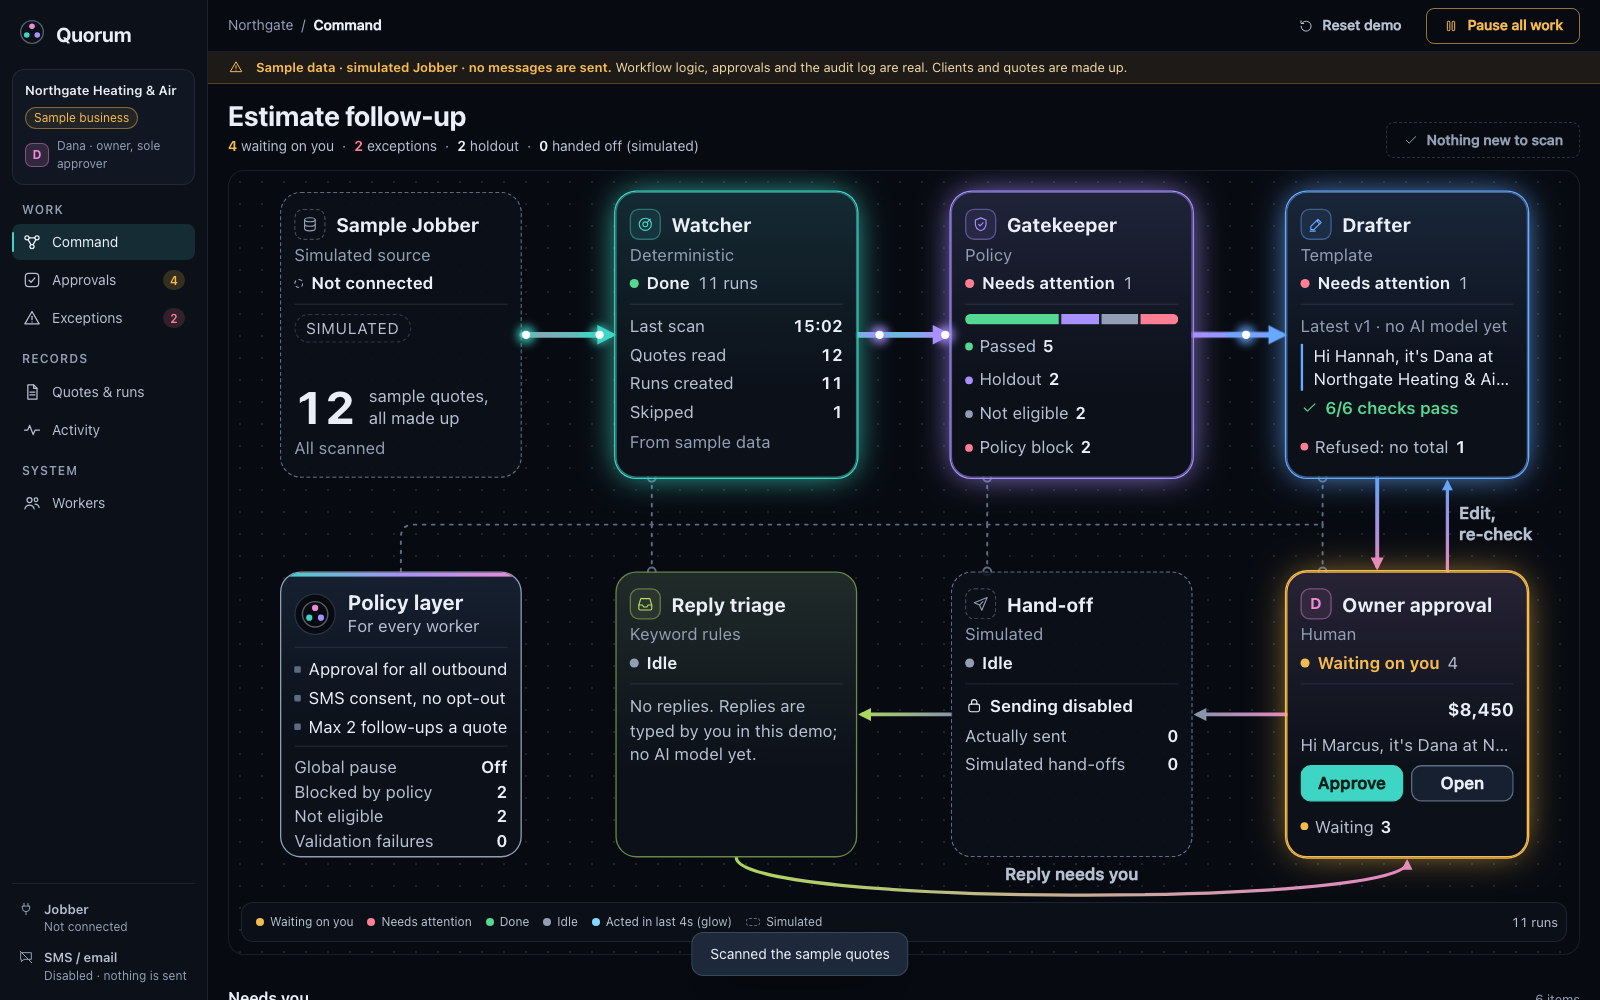 Quorum
Northgate Heating & Air
Sample business
D
Dana · owner, sole
approver
WORK
Command
Approvals
4
Exceptions
2
RECORDS
Quotes & runs
Activity
SYSTEM
Workers
Jobber
Not connected
SMS / email
Disabled · nothing is sent
Northgate / Command
Reset demo
Pause all work
Sample data · simulated Jobber · no messages are sent. Workflow logic, approvals and the audit log are real. Clients and quotes are made up.
Estimate follow-up
4 waiting on you · 2 exceptions · 2 holdout · 0 handed off (simulated)
Nothing new to scan
Sample Jobber
Simulated source
Not connected
SIMULATED
12
sample quotes,
all made up
All scanned
Watcher
Deterministic
Done 11 runs
Last scan 15:02
Quotes read 12
Runs created 11
Skipped 1
From sample data
Gatekeeper
Policy
Needs attention 1
Passed 5
Holdout 2
Not eligible 2
Policy block 2
Drafter
Template
Needs attention 1
Latest v1 · no AI model yet
Hi Hannah, it's Dana at
Northgate Heating & Ai...
6/6 checks pass
Refused: no total 1
Edit,
re-check
Policy layer
For every worker
Approval for all outbound
SMS consent, no opt-out
Max 2 follow-ups a quote
Global pause Off
Blocked by policy 2
Not eligible 2
Validation failures 0
Reply triage
Keyword rules
Idle
No replies. Replies are
typed by you in this demo;
no AI model yet.
Hand-off
Simulated
Idle
Sending disabled
Actually sent 0
Simulated hand-offs 0
D
Owner approval
Human
Waiting on you 4
$8,450
Hi Marcus, it's Dana at N...
Approve
Open
Waiting 3
Reply needs you
Waiting on you
Needs attention
Done
Idle
Acted in last 4s (glow)
Simulated
11 runs
Scanned the sample quotes
Needs you
6 items